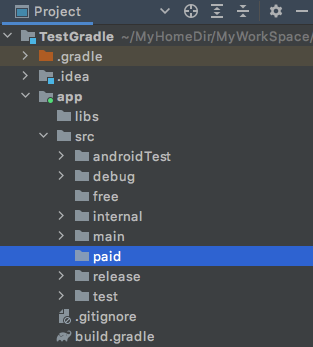 Project
TestGradle ~/MyHomeDir/MyWorkSpace/
.gradle
.idea
app
libs
src
androidTest
debug
free
internal
main
paid
release
test
.gitignore
build.gradle